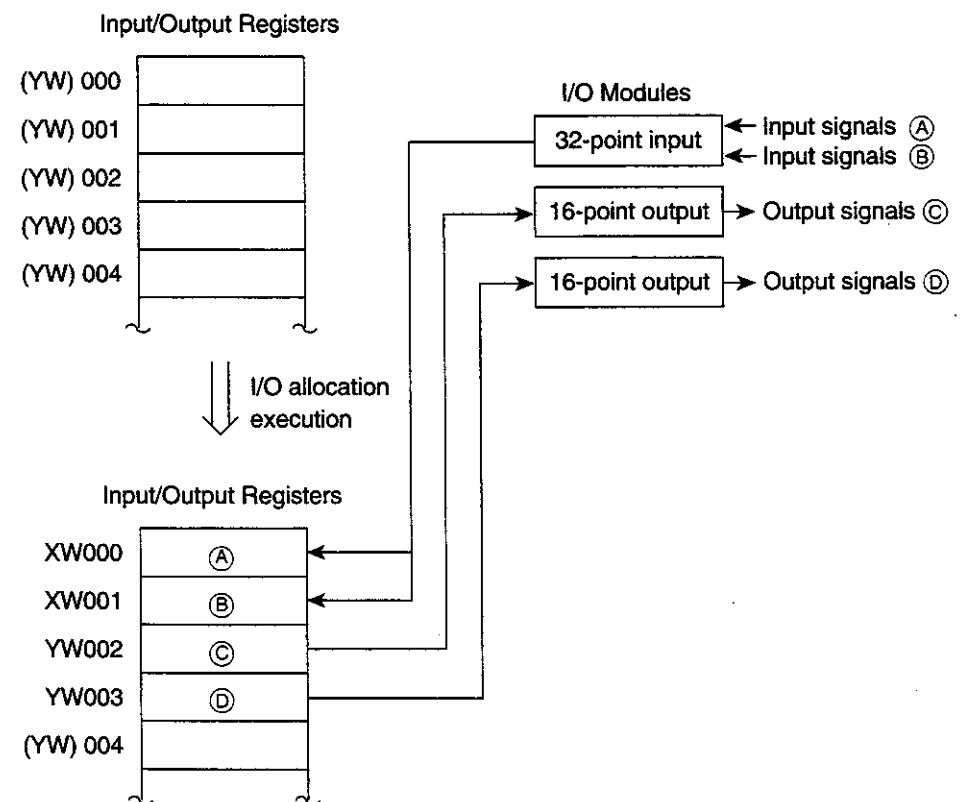 Input/Output Registers
(YW) 000
(YW) 001
(YW) 002
(YW) 003
(YW) 004
I/O Modules
32-point input
Input signals Ⓐ
Input signals Ⓑ
16-point output
Output signals Ⓒ
16-point output
Output signals Ⓓ
I/O allocation
execution
Input/Output Registers
XW000 Ⓐ
XW001 Ⓑ
YW002 Ⓒ
YW003 Ⓓ
(YW) 004